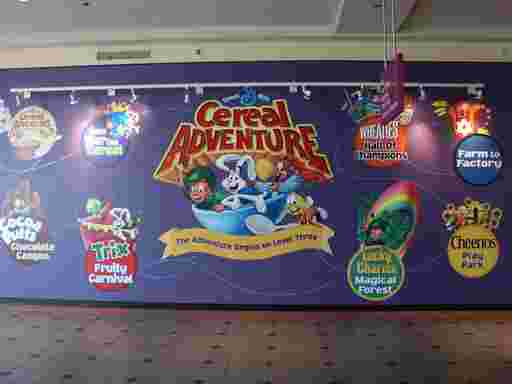 Cereal
ADVENTURE
The Adventure Begins on Level Three
WHEATIES
Hall of
Champions
Farm to
Factory
Cocoa
Puffs
Chocolate
Canyon
Trix
Fruity
Carnival
Lucky
Charms
Magical
Forest
Cheerios
Play
Park